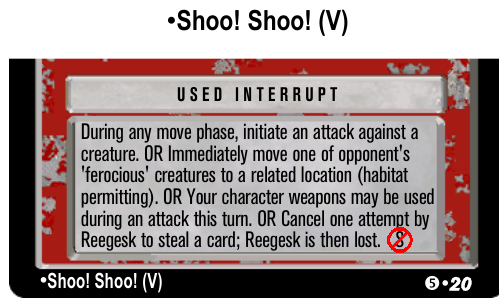 •Shoo! Shoo! (V)
USED INTERRUPT
During any move phase, initiate an attack against a
creature. OR Immediately move one of opponent's
'ferocious' creatures to a related location (habitat
permitting). OR Your character weapons may be used
during an attack this turn. OR Cancel one attempt by
Reegesk to steal a card; Reegesk is then lost. S
•Shoo! Shoo! (V)
5•20